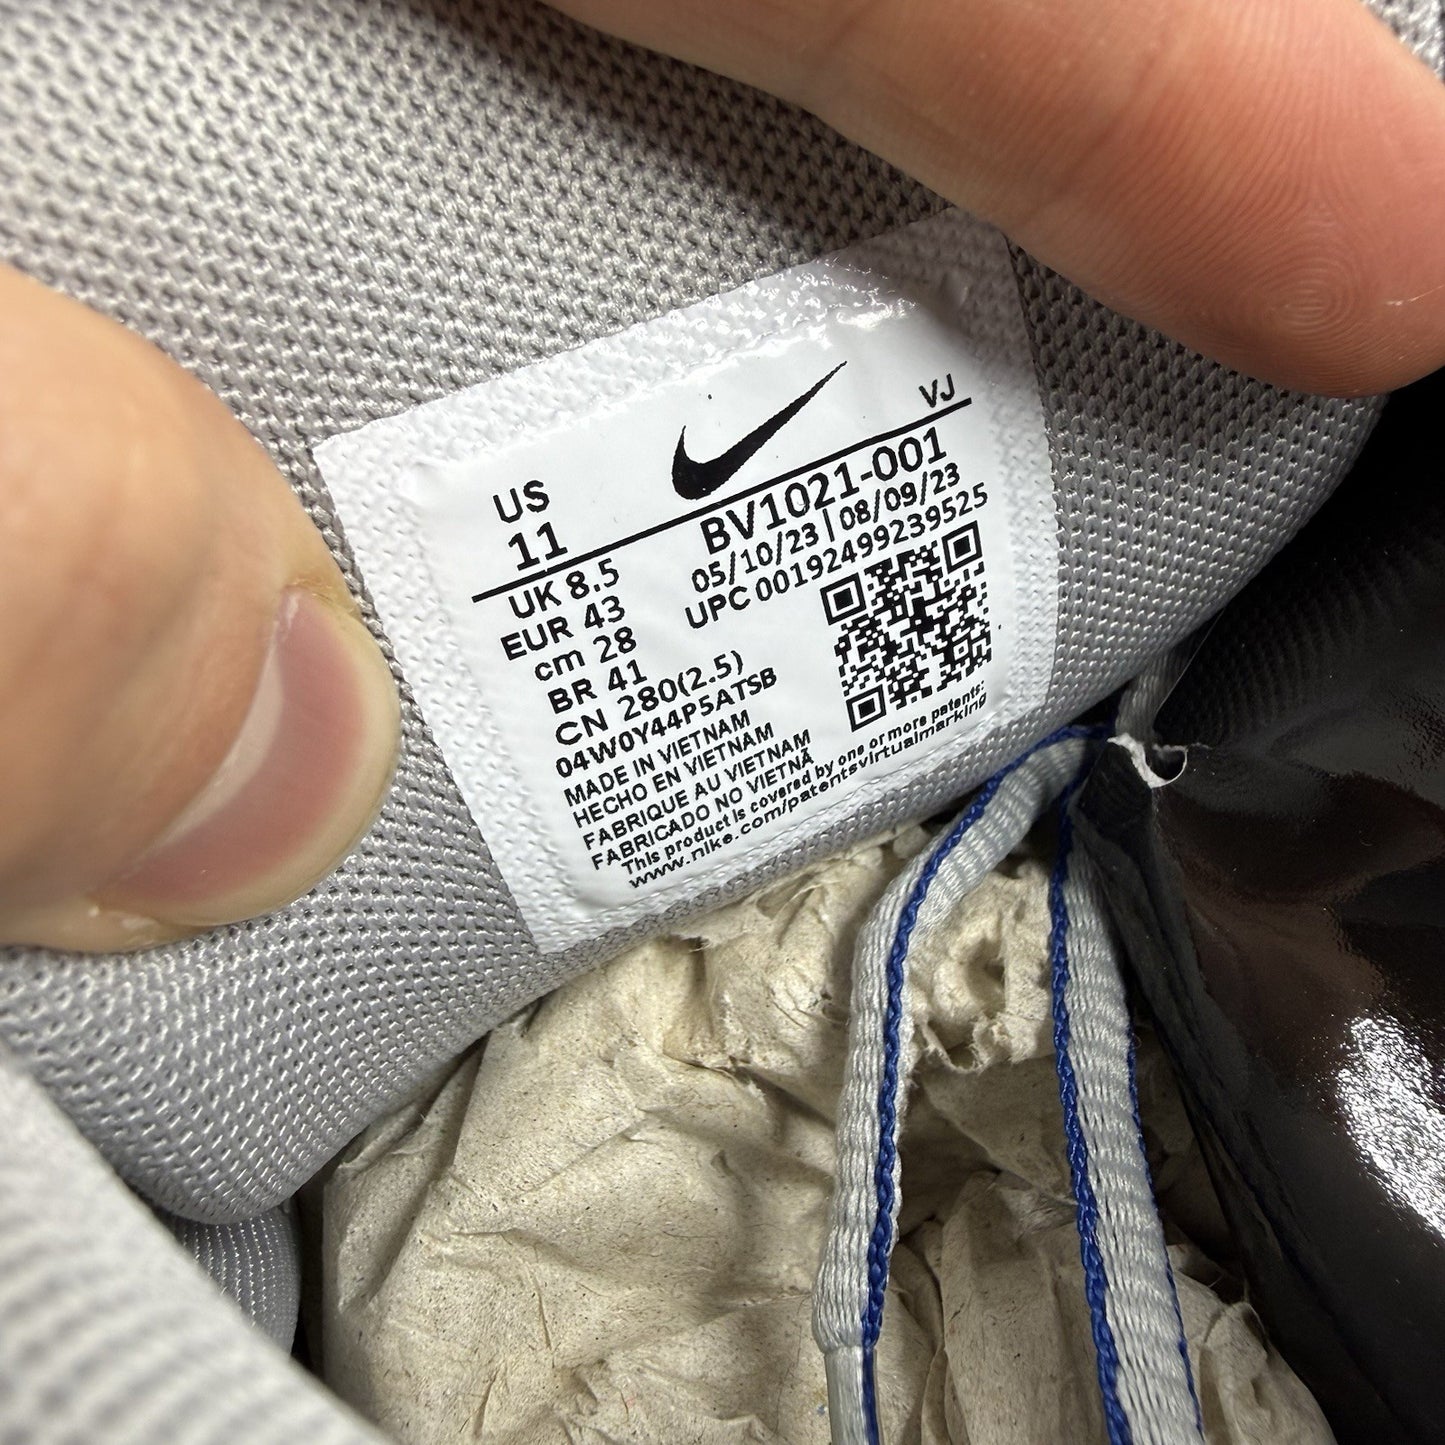 VJ
US
11
BV1021-001
05/10/23 | 08/09/23
UPC 00192499239525
UK 8.5
EUR 43
cm 28
BR 41
CN 280(2.5)
04W0Y44P5ATSB
MADE IN VIETNAM
HECHO EN VIETNAM
FABRIQUE AU VIETNAM
FABRICADO NO VIETNÃ
This product is covered by one or more patents:
www.nike.com/patentsvirtualmarking